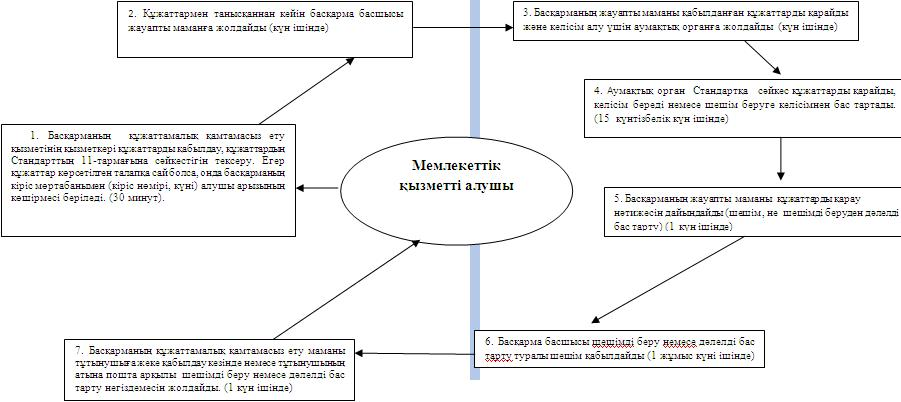 2. Құжаттармен танысқаннан кейін басқарма басшысы
жауапты маманға жолдайды (күн ішінде)
3. Басқарманың жауапты маманы қабылданған құжаттарды қарайды
және келісім алу үшін аумақтық органға жолдайды (күн ішінде)
4. Аумақтық орган Стандартка сәйкес құжаттарды қарайды,
келісім береді немесе шешім беруге келісімнен бас тартады.
(15 күнтізбелік күн ішінде)
1. Басқарманың құжаттамалық қамтамасыз ету
қызметінің қызметкері құжаттарды қабылдау, құжаттардың
Стандарттың 11-тармағына сәйкестігін тексеру. Егер
құжаттар көрсетілген талапқа сай болса, онда басқарманың
кіріс мөртабанымен (кіріс нөмірі, күні) алушы арызының
көшірмесі беріледі. (30 минут).
Мемлекеттік
қызметті алушы
5. Басқарманың жауапты маманы құжаттарды қарау
нәтижесін дайындайды (шешім, не шешімді беруден дәлелді
бас тарту) (1 күн ішінде)
6. Басқарма басшысы шешімді беру немесе дәлелді бас
тарту туралы шешім қабылдайды (1 жұмыс күні ішінде)
7. Басқарманың құжаттамалық қамтамасыз ету маманы
тұтынушыға жеке қабылдау кезінде немесе тұтынушының
атына пошта арқылы шешімді беру немесе дәлелді бас
тарту негіздемесін жолдайды. (1 күн ішінде)